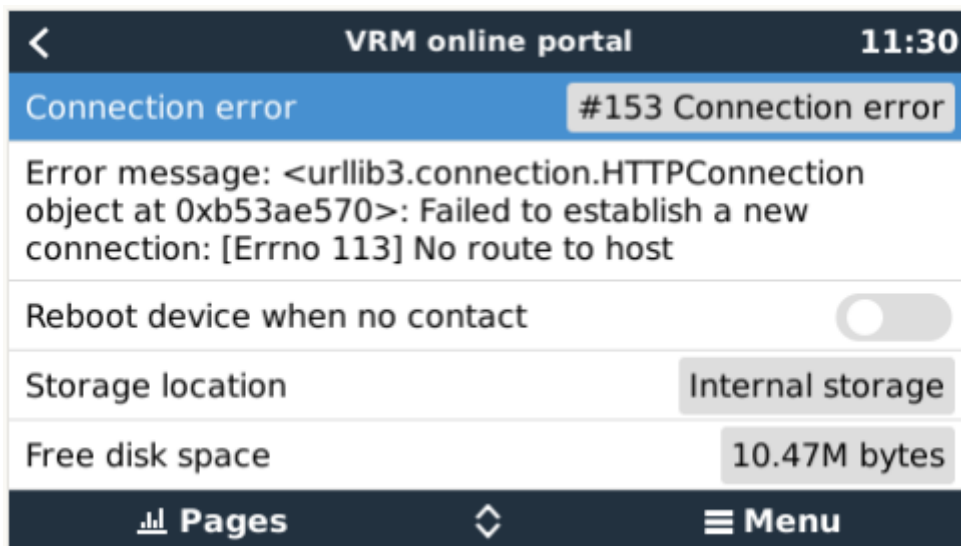 VRM online portal 11:30
Connection error #153 Connection error
Error message: <urllib3.connection.HTTPConnection
object at 0xb53ae570>: Failed to establish a new
connection: [Errno 113] No route to host
Reboot device when no contact
Storage location Internal storage
Free disk space 10.47M bytes
Pages Menu